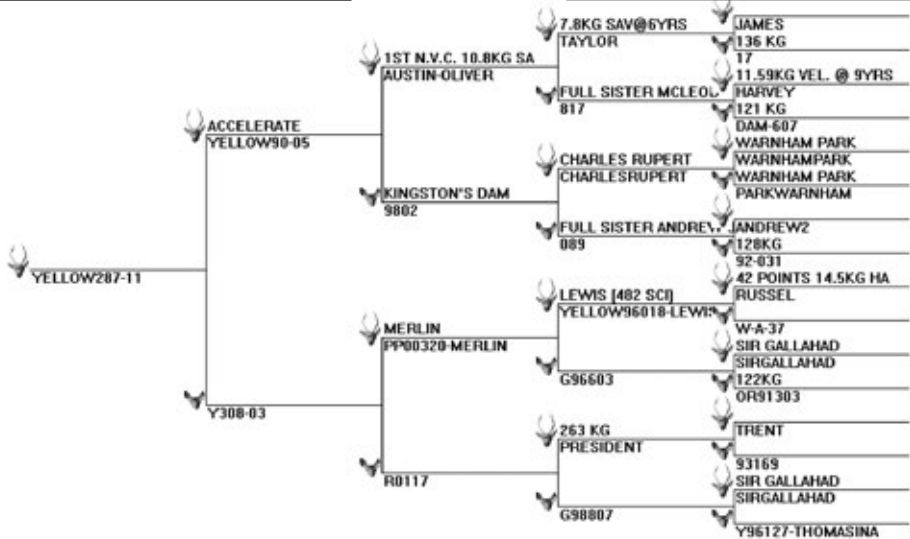 7.8KG SAV@6YRS
TAYLOR
JAMES
136 KG
17
1ST N.V.C. 10.8KG SA
AUSTIN-OLIVER
11.59KG VEL. @ 9YRS
HARVEY
FULL SISTER MCLEOD
817
121 KG
DAM-607
ACCELERATE
YELLOW90-05
WARNHAM PARK
WARNHAMPARK
CHARLES RUPERT
CHARLESRUPERT
WARNHAM PARK
PARKWARNHAM
KINGSTON'S DAM
9802
FULL SISTER ANDREW
089
ANDREW2
128KG
92-031
YELLOW287-11
42 POINTS 14.5KG HA
RUSSEL
LEWIS [482 SCI]
YELLOW96018-LEWIS
W-A-37
MERLIN
PP00320-MERLIN
SIR GALLAHAD
SIRGALLAHAD
G96603
122KG
OR91303
Y308-03
263 KG
PRESIDENT
TRENT
93169
R0117
SIR GALLAHAD
SIRGALLAHAD
G98807
Y96127-THOMASINA